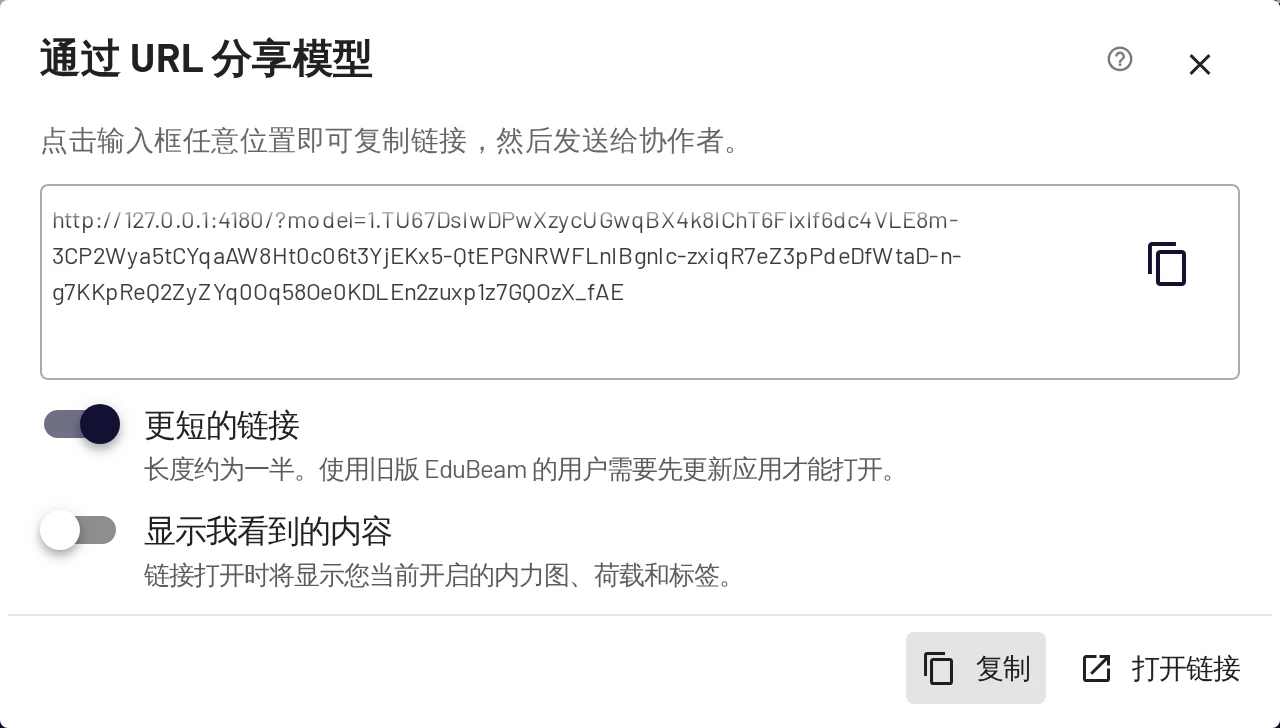 通过 URL 分享模型
点击输入框任意位置即可复制链接，然后发送给协作者。
http://127.0.0.1:4180/?model=1.TU67DsIwDPwXzycUGwqBX4k8IChT6FIxIf6dc4VLE8m-
3CP2Wya5tCYqaAW8Ht0c06t3YjEKx5-QtEPGNRWFLnIBgnIc-zxiqR7eZ3pPdeDfWtaD-n-
g7KKpReQ2ZyZYq0Oq58Oe0KDLEn2zuxp1z7GQOzX_fAE
更短的链接
长度约为一半。使用旧版 EduBeam 的用户需要先更新应用才能打开。
显示我看到的内容
链接打开时将显示您当前开启的内力图、荷载和标签。
复制
打开链接